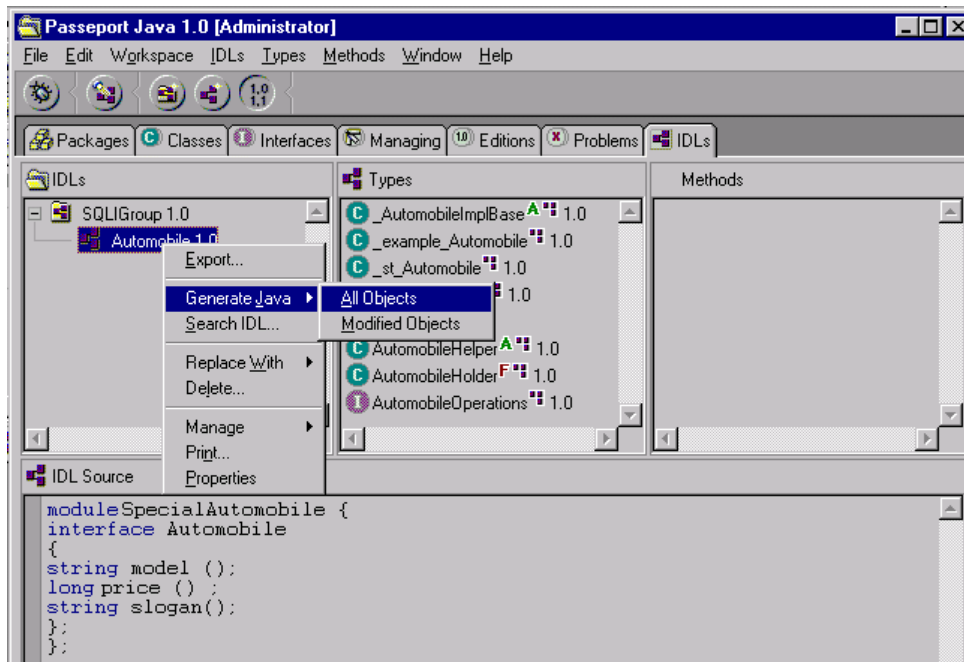 Passeport Java 1.0 [Administrator]
File Edit Workspace IDLs Types Methods Window Help
1.0
1.1
Packages C Classes I Interfaces Managing 1.0 Editions Problems IDLs
IDLs
SQLIGroup 1.0
Automobile 1.0
Export...
Generate Java
Search IDL...
Replace With
Delete...
Manage
Print...
Properties
All Objects
Modified Objects
Types
C _AutomobileImplBase A 1.0
C _example_Automobile 1.0
C _st_Automobile 1.0
1.0
C AutomobileHelper A 1.0
C AutomobileHolder F 1.0
I AutomobileOperations 1.0
Methods
IDL Source
module SpecialAutomobile {
interface Automobile
{
string model ();
long price () ;
string slogan();
};
};